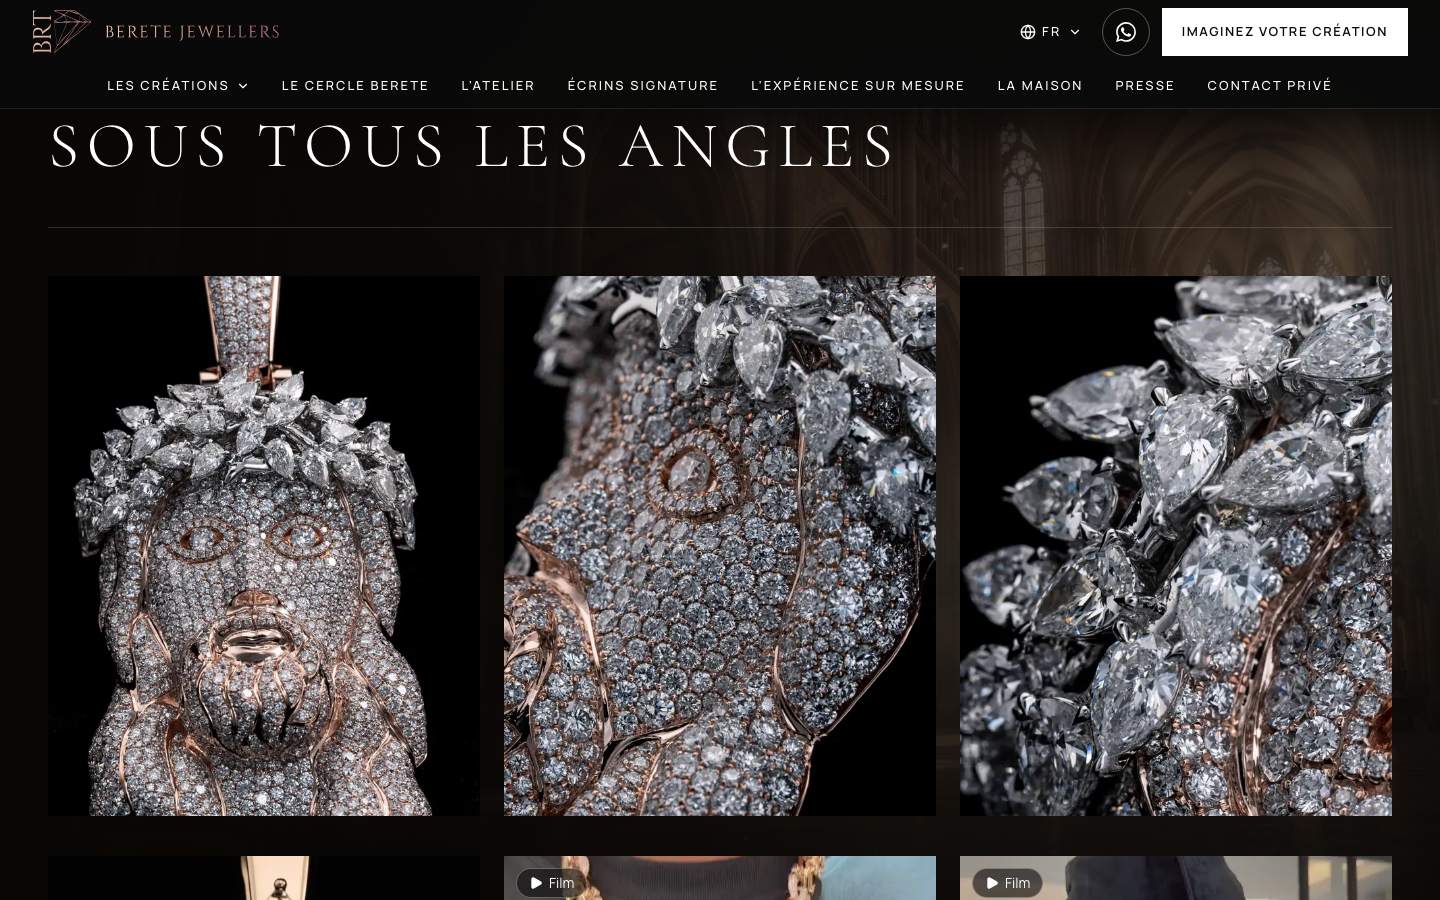 BRT BERETE JEWELLERS
FR
IMAGINEZ VOTRE CRÉATION
LES CRÉATIONS
LE CERCLE BERETE
L'ATELIER
ÉCRINS SIGNATURE
L'EXPÉRIENCE SUR MESURE
LA MAISON
PRESSE
CONTACT PRIVÉ
SOUS TOUS LES ANGLES
Film
Film